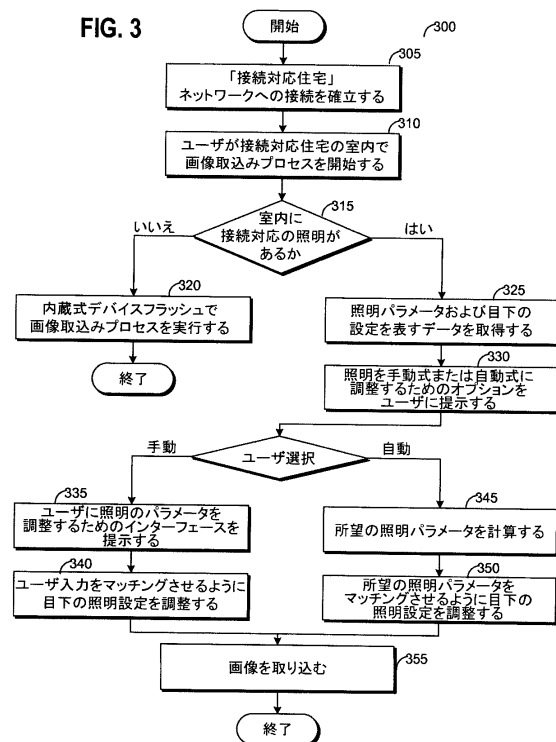 FIG. 3
開始
300
305
「接続対応住宅」
ネットワークへの接続を確立する
310
ユーザが接続対応住宅の室内で
画像取込みプロセスを開始する
315
室内に
接続対応の照明が
あるか
いいえ
はい
320
内蔵式デバイスフラッシュで
画像取込みプロセスを実行する
終了
325
照明パラメータおよび目下の
設定を表すデータを取得する
330
照明を手動式または自動式に
調整するためのオプションを
ユーザに提示する
ユーザ選択
手動
自動
335
ユーザに照明のパラメータを
調整するためのインターフェースを
提示する
340
ユーザ入力をマッチングさせるように
目下の照明設定を調整する
345
所望の照明パラメータを計算する
350
所望の照明パラメータを
マッチングさせるように目下の
照明設定を調整する
画像を取り込む
355
終了